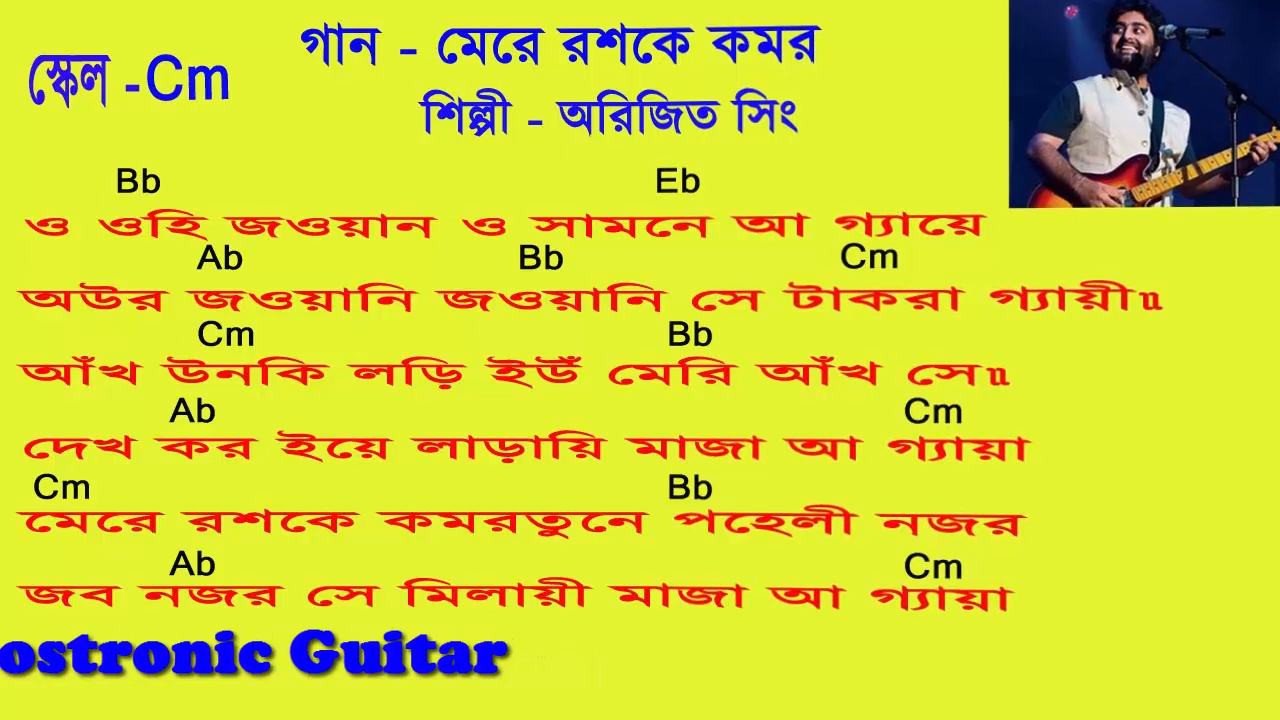 স্কেল -Cm
গান - মেরে রশকে কমর
শিল্পী - অরিজিত সিং
Bb Eb
ও ওহি জওয়ান ও সামনে আ গ্যায়ে
Ab Bb Cm
অউর জওয়ানি জওয়ানি সে টাকরা গ্যায়ী॥
Cm Bb
আঁখ উনকি লড়ি ইউঁ মেরি আঁখ সে॥
Ab Cm
দেখ কর ইয়ে লাড়ায়ি মাজা আ গ্যায়া
Cm Bb
মেরে রশকে কমরতুনে পহেলী নজর
Ab Cm
জব নজর সে মিলায়ী মাজা আ গ্যায়া
ostronic Guitar